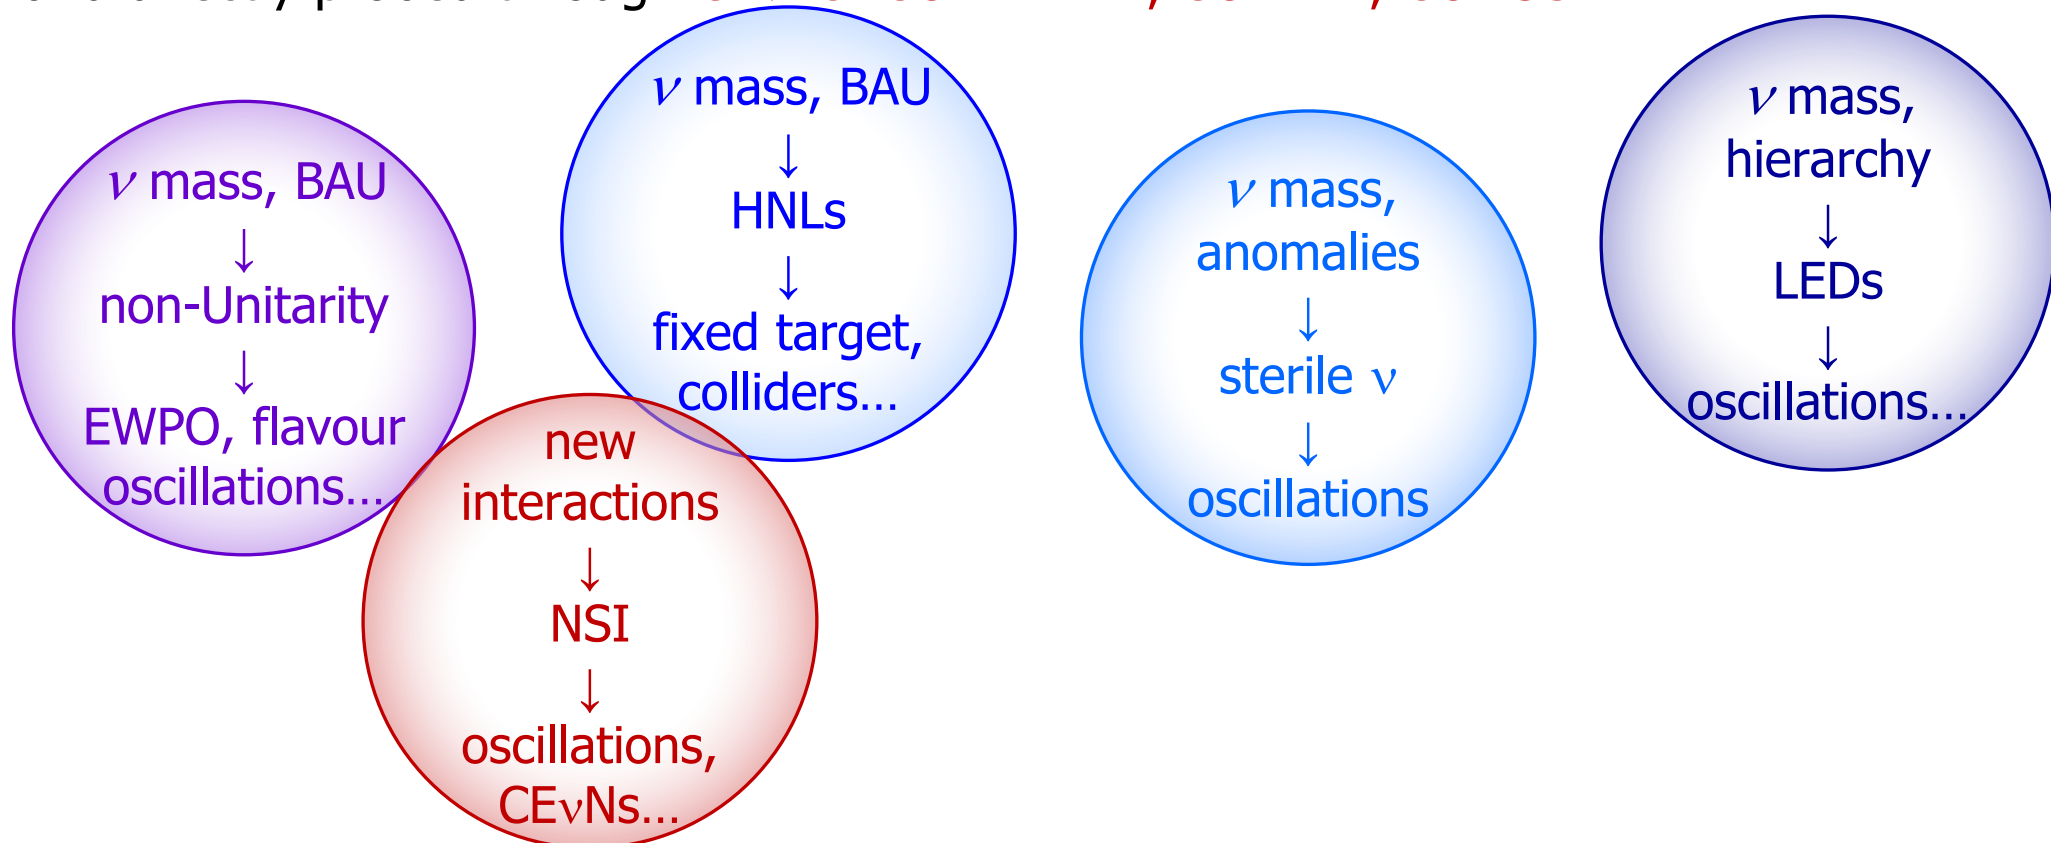 ν mass, BAU
↓
non-Unitarity
↓
EWPO, flavour
oscillations…
ν mass, BAU
↓
HNLs
↓
fixed target,
colliders…
new
interactions
↓
NSI
↓
oscillations,
CEνNs…
ν mass,
anomalies
↓
sterile ν
↓
oscillations
ν mass,
hierarchy
↓
LEDs
↓
oscillations…